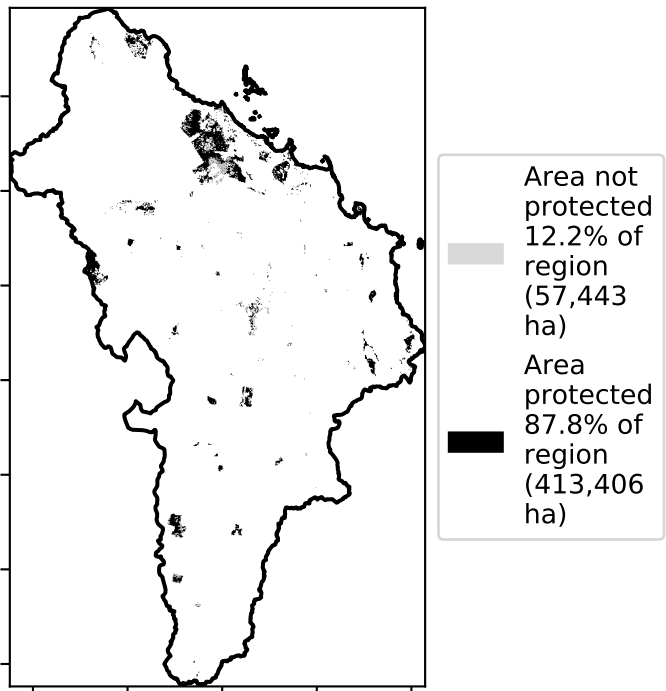 Area not
protected
12.2% of
region
(57,443
ha)
Area
protected
87.8% of
region
(413,406
ha)